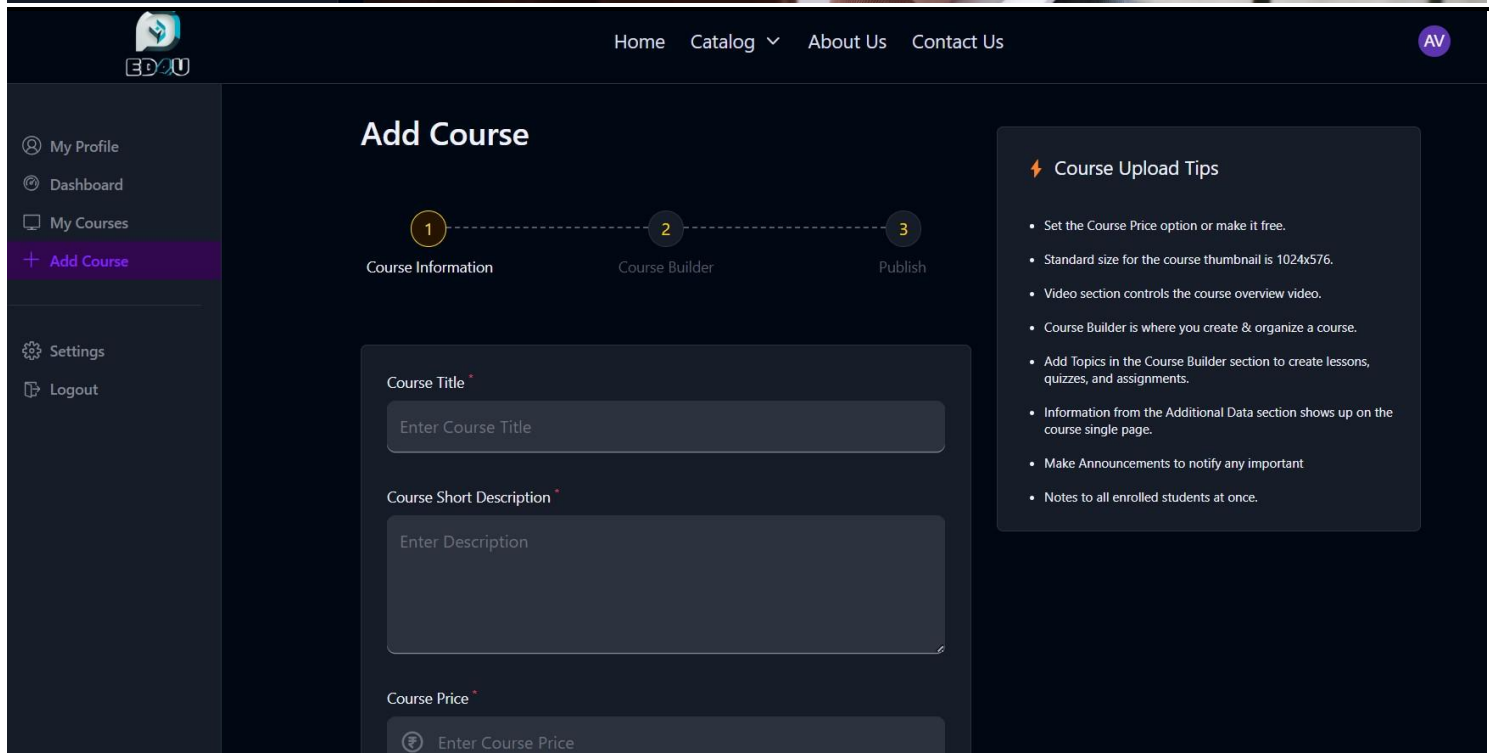 ED4U
Home Catalog About Us Contact Us
AV
My Profile
Dashboard
My Courses
Add Course
Settings
Logout
Add Course
1 2 3
Course Information Course Builder Publish
Course Title *
Enter Course Title
Course Short Description *
Enter Description
Course Price *
₹ Enter Course Price
Course Upload Tips
• Set the Course Price option or make it free.
• Standard size for the course thumbnail is 1024x576.
• Video section controls the course overview video.
• Course Builder is where you create & organize a course.
• Add Topics in the Course Builder section to create lessons,
quizzes, and assignments.
• Information from the Additional Data section shows up on the
course single page.
• Make Announcements to notify any important
• Notes to all enrolled students at once.